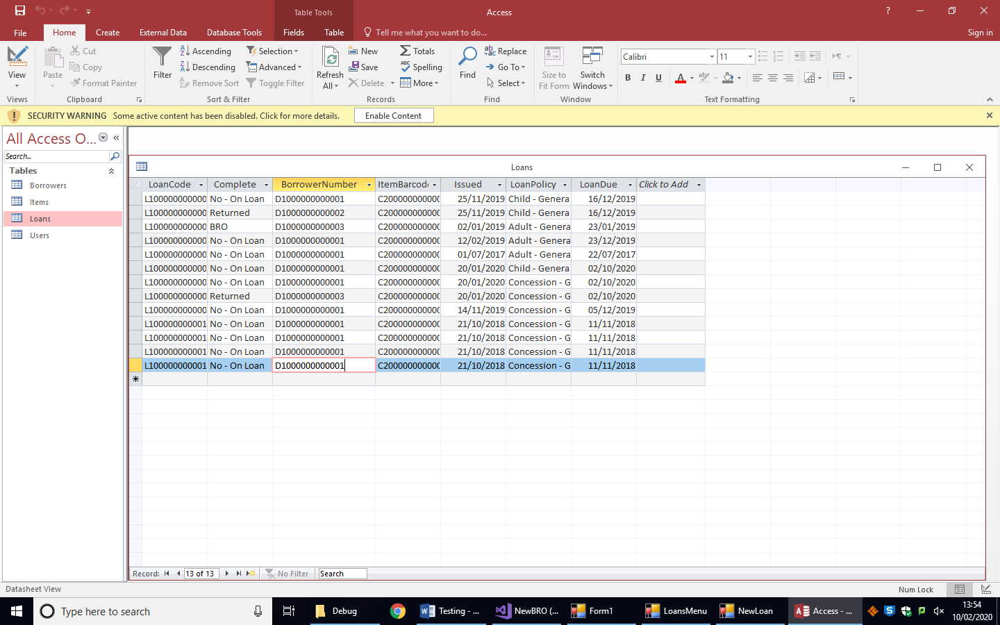 Table Tools
Access
?
File
Home
Create
External Data
Database Tools
Fields
Table
Tell me what you want to do...
Sign in
View
Paste
Cut
Copy
Format Painter
Filter
Ascending
Descending
Remove Sort
Selection
Advanced
Toggle Filter
Refresh All
New
Save
Delete
Totals
Spelling
More
Find
Replace
Go To
Select
Size to Fit Form
Switch Windows
Calibri
11
B I U
Views
Clipboard
Sort & Filter
Records
Find
Window
Text Formatting
SECURITY WARNING Some active content has been disabled. Click for more details. Enable Content
All Access O...
Search...
Tables
Borrowers
Items
Loans
Users
Loans
LoanCode Complete BorrowerNumber ItemBarcode Issued LoanPolicy LoanDue Click to Add
L100000000000 No - On Loan D1000000000001 C200000000000 25/11/2019 Child - Genera 16/12/2019
L100000000000 Returned D1000000000002 C200000000000 25/11/2019 Child - Genera 16/12/2019
L100000000000 BRO D1000000000003 C200000000000 02/01/2019 Adult - Genera 23/01/2019
L100000000000 No - On Loan D1000000000001 C200000000000 12/02/2019 Adult - Genera 23/12/2019
L100000000000 No - On Loan D1000000000001 C200000000000 01/07/2017 Adult - Genera 22/07/2017
L100000000000 No - On Loan D1000000000001 C200000000000 20/01/2020 Child - Genera 02/10/2020
L100000000000 No - On Loan D1000000000001 C200000000000 20/01/2020 Concession - G 02/10/2020
L100000000000 Returned D1000000000003 C200000000000 20/01/2020 Concession - G 02/10/2020
L100000000000 No - On Loan D1000000000001 C200000000000 14/11/2019 Concession - G 05/12/2019
L100000000001 No - On Loan D1000000000001 C200000000000 21/10/2018 Concession - G 11/11/2018
L100000000001 No - On Loan D1000000000001 C200000000000 21/10/2018 Concession - G 11/11/2018
L100000000001 No - On Loan D1000000000001 C200000000000 21/10/2018 Concession - G 11/11/2018
L100000000001 No - On Loan D1000000000001 C200000000000 21/10/2018 Concession - G 11/11/2018
Record: 13 of 13 No Filter Search
Datasheet View
Num Lock
Type here to search
Debug
Testing - ...
NewBRO (...
Form1
LoansMenu
NewLoan
Access - ...
13:54
10/02/2020